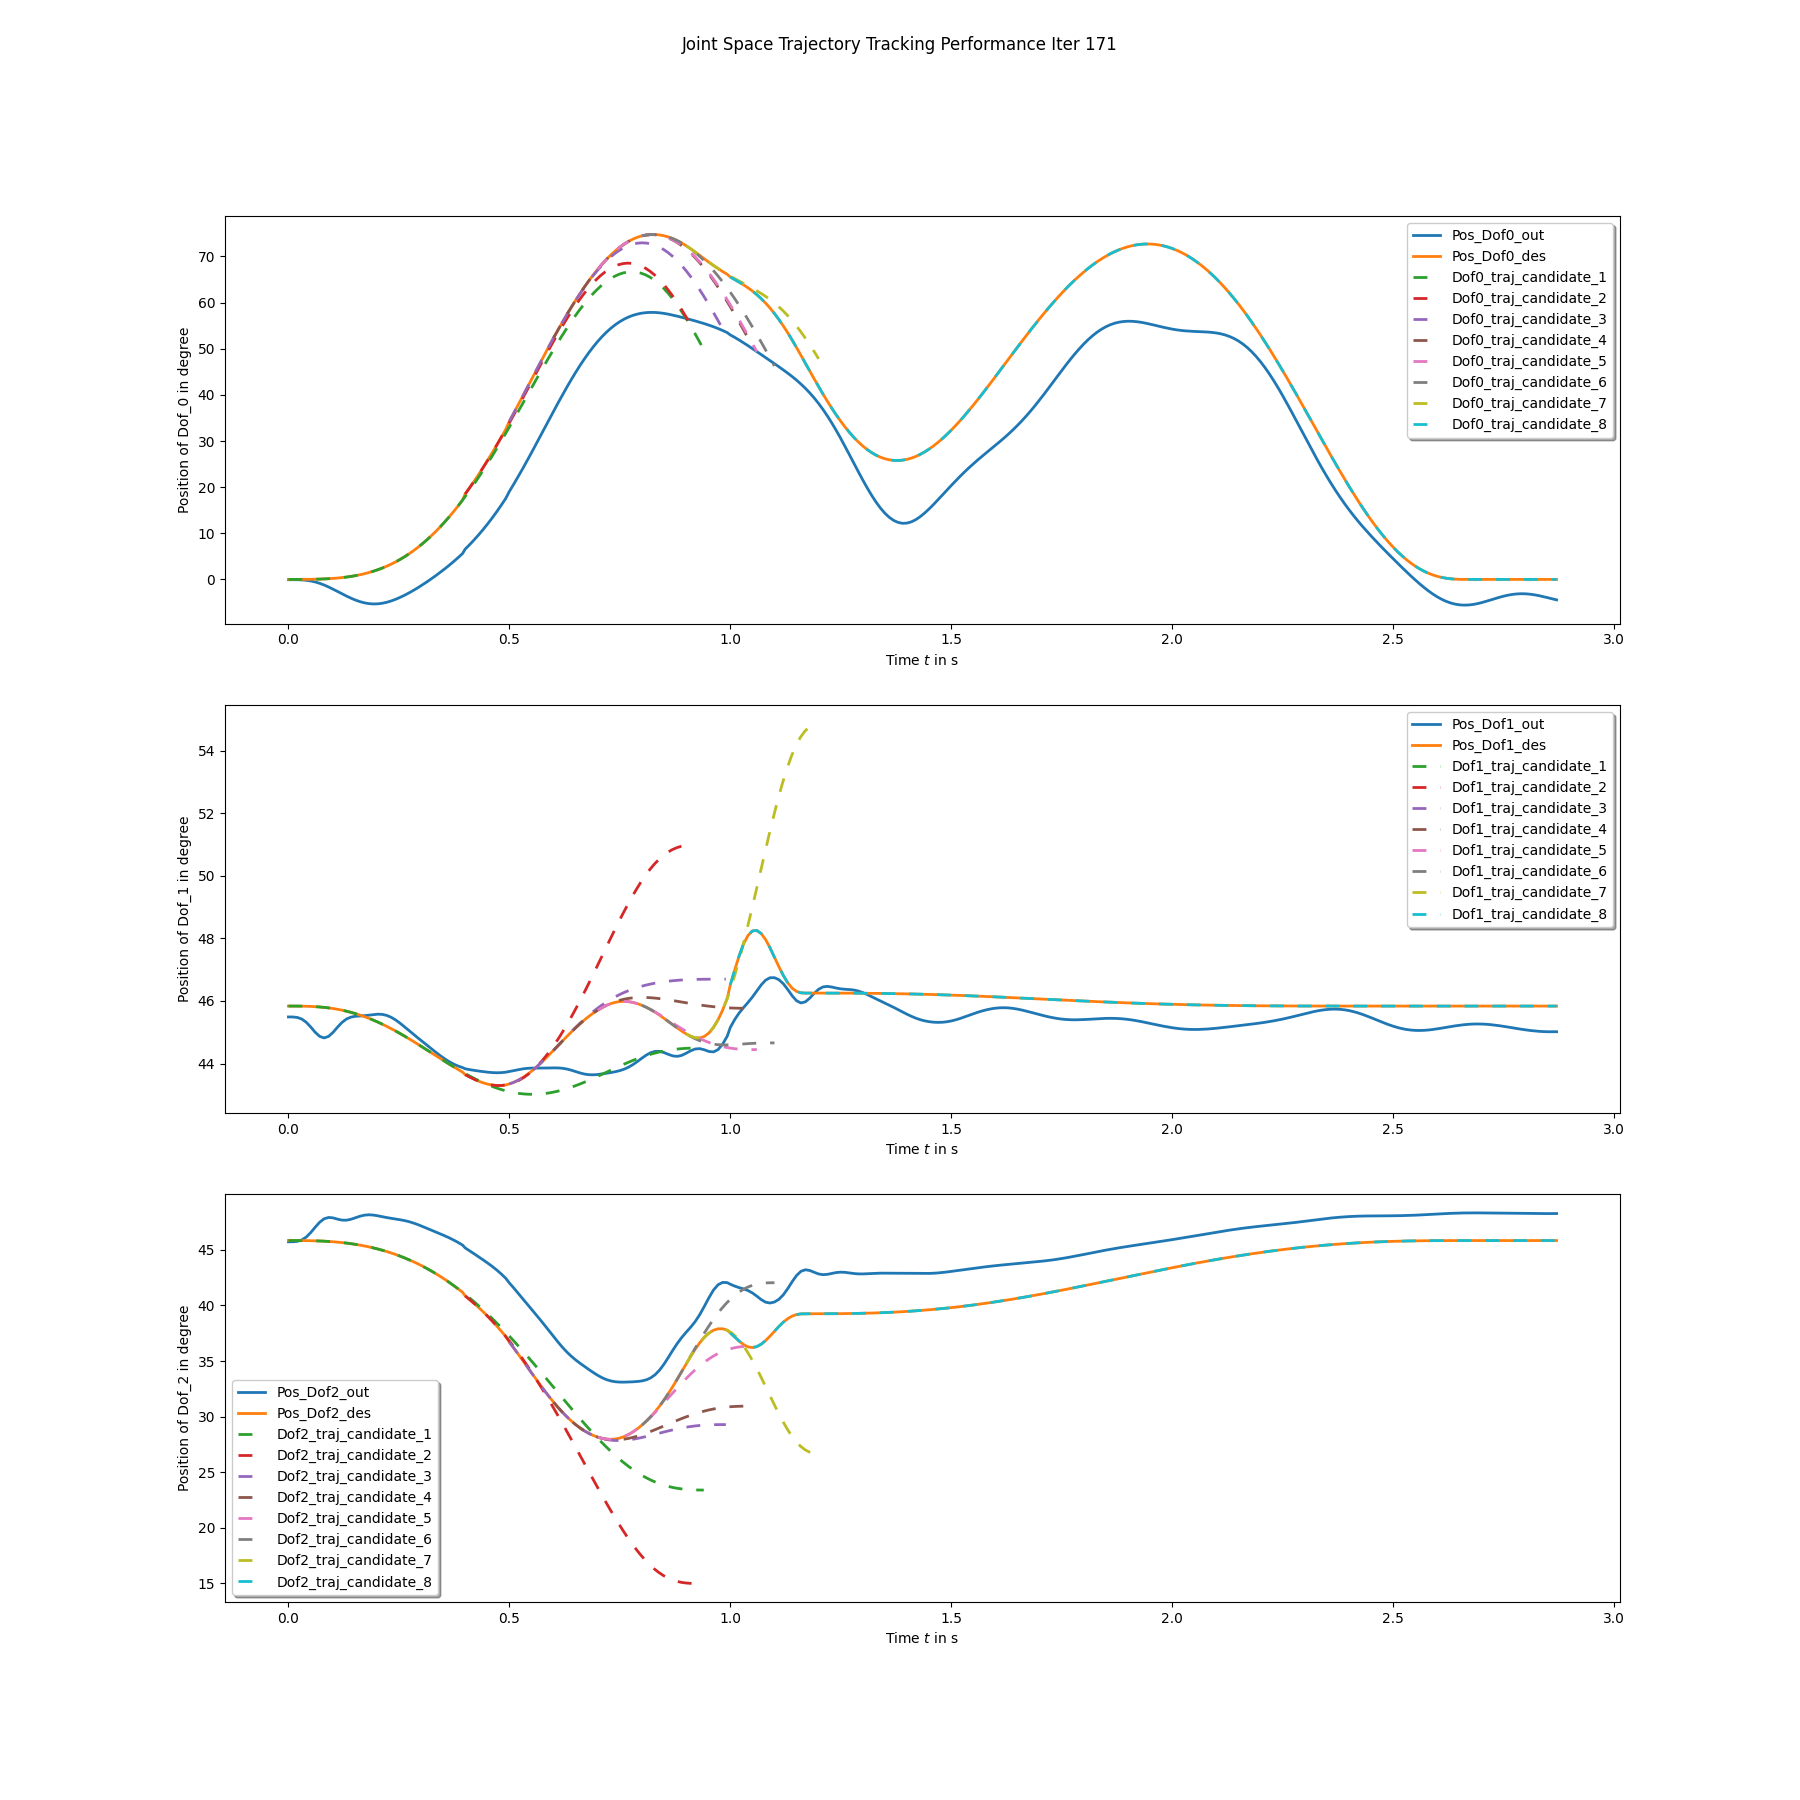 Joint Space Trajectory Tracking Performance Iter 171
Position of Dof_0 in degree
70
60
50
40
30
20
10
0
0.0 0.5 1.0 1.5 2.0 2.5 3.0
Time t in s
Pos_Dof0_out
Pos_Dof0_des
Dof0_traj_candidate_1
Dof0_traj_candidate_2
Dof0_traj_candidate_3
Dof0_traj_candidate_4
Dof0_traj_candidate_5
Dof0_traj_candidate_6
Dof0_traj_candidate_7
Dof0_traj_candidate_8
Position of Dof_1 in degree
54
52
50
48
46
44
0.0 0.5 1.0 1.5 2.0 2.5 3.0
Time t in s
Pos_Dof1_out
Pos_Dof1_des
Dof1_traj_candidate_1
Dof1_traj_candidate_2
Dof1_traj_candidate_3
Dof1_traj_candidate_4
Dof1_traj_candidate_5
Dof1_traj_candidate_6
Dof1_traj_candidate_7
Dof1_traj_candidate_8
Position of Dof_2 in degree
45
40
35
30
25
20
15
0.0 0.5 1.0 1.5 2.0 2.5 3.0
Time t in s
Pos_Dof2_out
Pos_Dof2_des
Dof2_traj_candidate_1
Dof2_traj_candidate_2
Dof2_traj_candidate_3
Dof2_traj_candidate_4
Dof2_traj_candidate_5
Dof2_traj_candidate_6
Dof2_traj_candidate_7
Dof2_traj_candidate_8